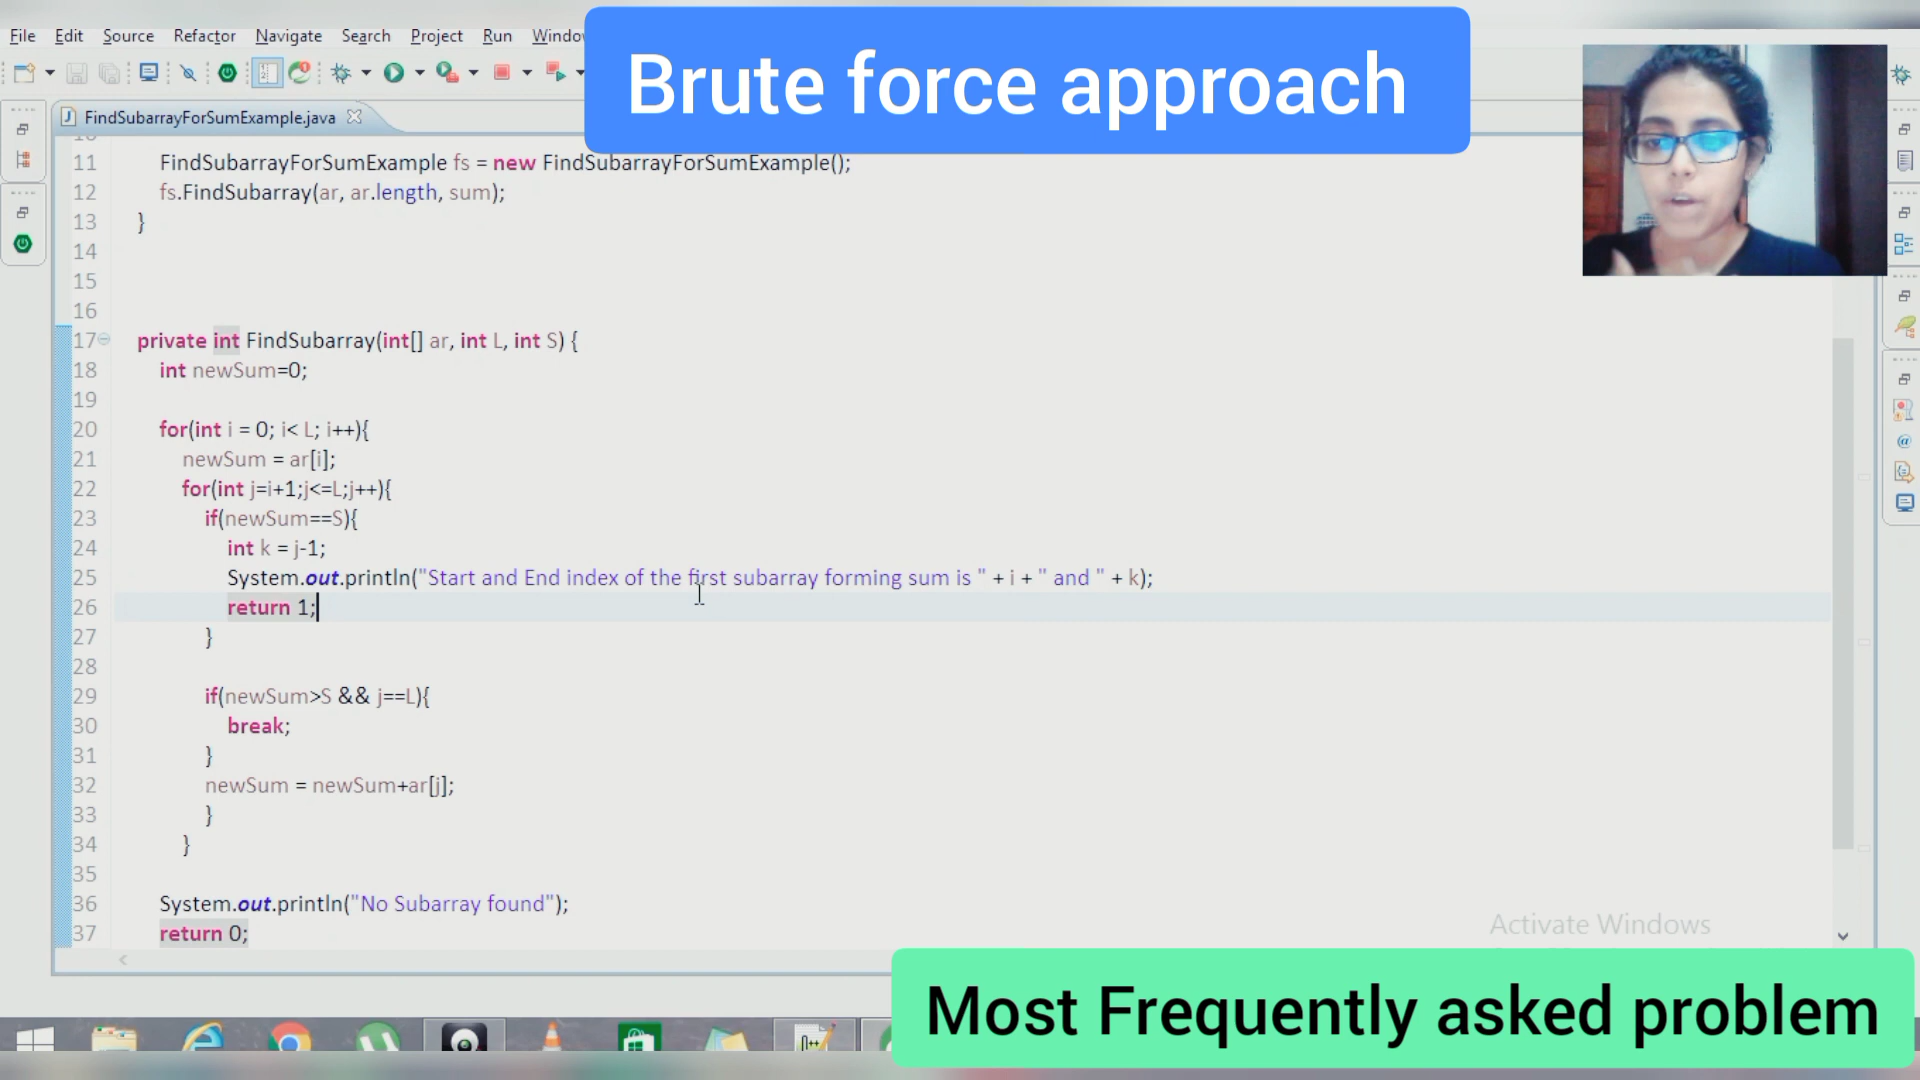 Brute force approach
File Edit Source Refactor Navigate Search Project Run Window
FindSubarrayForSumExample.java
11 FindSubarrayForSumExample fs = new FindSubarrayForSumExample();
12 fs.FindSubarray(ar, ar.length, sum);
13 }
14
15
16
17 private int FindSubarray(int[] ar, int L, int S) {
18 int newSum=0;
19
20 for(int i = 0; i< L; i++){
21 newSum = ar[i];
22 for(int j=i+1;j<=L;j++){
23 if(newSum==S){
24 int k = j-1;
25 System.out.println("Start and End index of the first subarray forming sum is " + i + " and " + k);
26 return 1;
27 }
28
29 if(newSum>S && j==L){
30 break;
31 }
32 newSum = newSum+ar[j];
33 }
34 }
35
36 System.out.println("No Subarray found");
37 return 0;
Activate Windows
Most Frequently asked problem